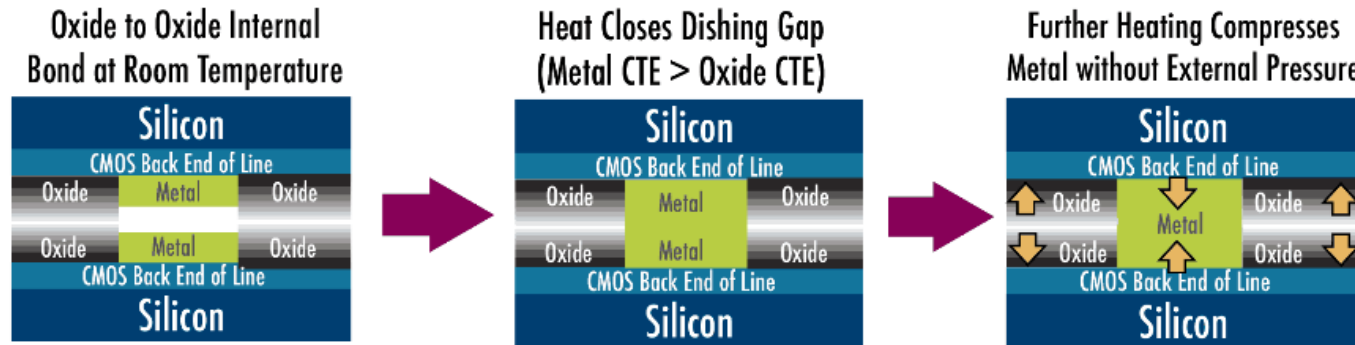 Oxide to Oxide Internal
Bond at Room Temperature
Silicon
CMOS Back End of Line
Oxide Metal Oxide
Oxide Metal Oxide
CMOS Back End of Line
Silicon
Heat Closes Dishing Gap
(Metal CTE > Oxide CTE)
Silicon
CMOS Back End of Line
Oxide Metal Oxide
Oxide Metal Oxide
CMOS Back End of Line
Silicon
Further Heating Compresses
Metal without External Pressure
Silicon
CMOS Back End of Line
Oxide Oxide
Metal
Oxide Oxide
CMOS Back End of Line
Silicon